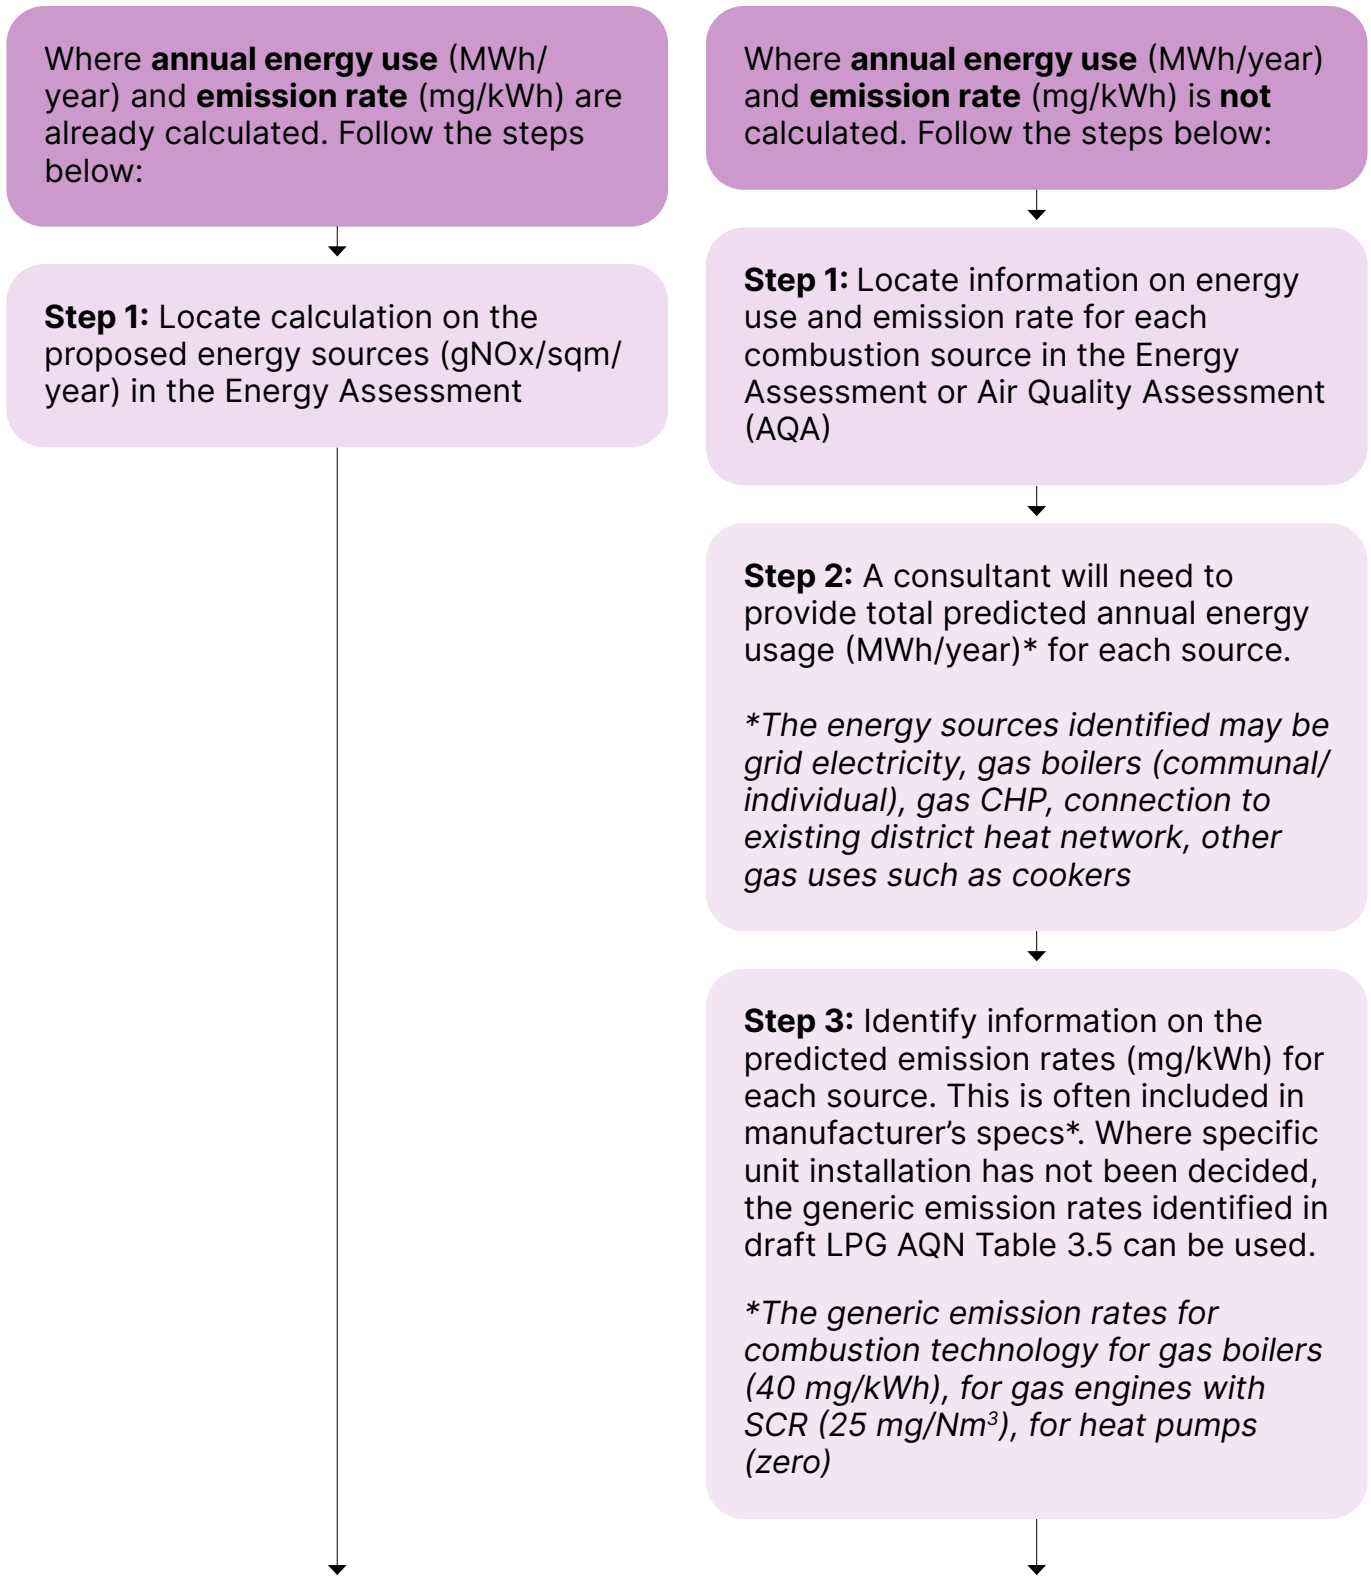 Where annual energy use (MWh/
year) and emission rate (mg/kWh) are
already calculated. Follow the steps
below:
Step 1: Locate calculation on the
proposed energy sources (gNOx/sqm/
year) in the Energy Assessment
Where annual energy use (MWh/year)
and emission rate (mg/kWh) is not
calculated. Follow the steps below:
Step 1: Locate information on energy
use and emission rate for each
combustion source in the Energy
Assessment or Air Quality Assessment
(AQA)
Step 2: A consultant will need to
provide total predicted annual energy
usage (MWh/year)* for each source.
*The energy sources identified may be
grid electricity, gas boilers (communal/
individual), gas CHP, connection to
existing district heat network, other
gas uses such as cookers
Step 3: Identify information on the
predicted emission rates (mg/kWh) for
each source. This is often included in
manufacturer’s specs*. Where specific
unit installation has not been decided,
the generic emission rates identified in
draft LPG AQN Table 3.5 can be used.
*The generic emission rates for
combustion technology for gas boilers
(40 mg/kWh), for gas engines with
SCR (25 mg/Nm³), for heat pumps
(zero)